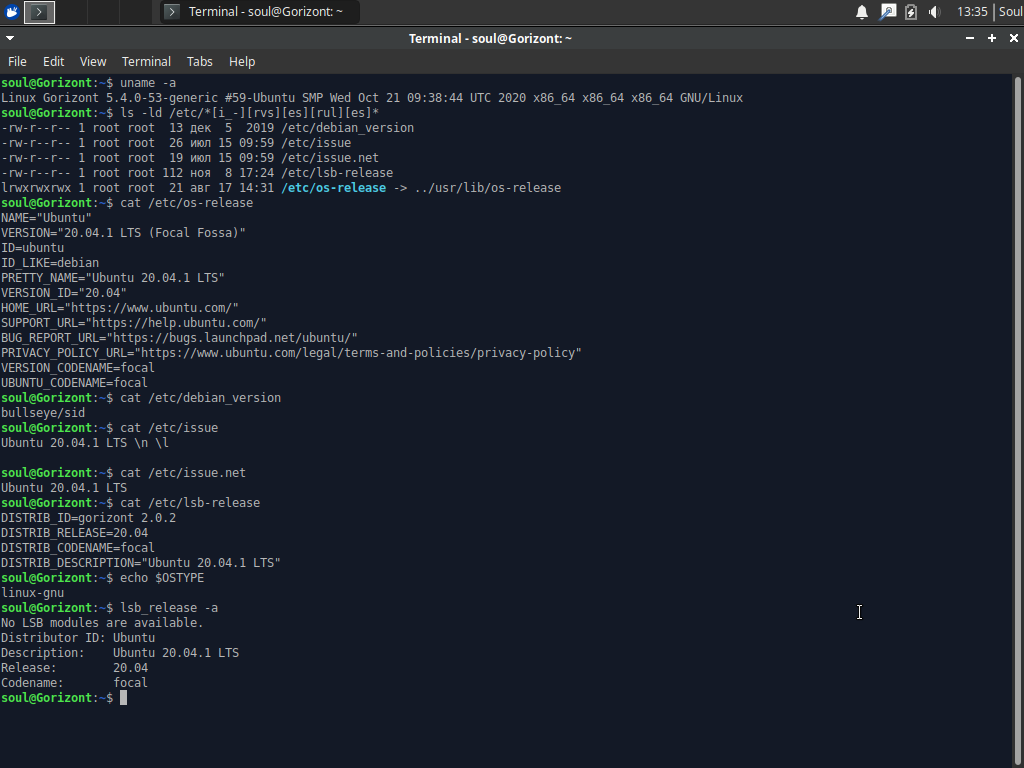 Terminal - soul@Gorizont: ~
13:35
Soul
Terminal - soul@Gorizont: ~
File Edit View Terminal Tabs Help
soul@Gorizont:~$ uname -a
Linux Gorizont 5.4.0-53-generic #59-Ubuntu SMP Wed Oct 21 09:38:44 UTC 2020 x86_64 x86_64 x86_64 GNU/Linux
soul@Gorizont:~$ ls -ld /etc/*[i_-][rvs][es][rul][es]*
-rw-r--r-- 1 root root  13 дек  5  2019 /etc/debian_version
-rw-r--r-- 1 root root  26 июл 15 09:59 /etc/issue
-rw-r--r-- 1 root root  19 июл 15 09:59 /etc/issue.net
-rw-r--r-- 1 root root 112 ноя  8 17:24 /etc/lsb-release
lrwxrwxrwx 1 root root  21 авг 17 14:31 /etc/os-release -> ../usr/lib/os-release
soul@Gorizont:~$ cat /etc/os-release
NAME="Ubuntu"
VERSION="20.04.1 LTS (Focal Fossa)"
ID=ubuntu
ID_LIKE=debian
PRETTY_NAME="Ubuntu 20.04.1 LTS"
VERSION_ID="20.04"
HOME_URL="https://www.ubuntu.com/"
SUPPORT_URL="https://help.ubuntu.com/"
BUG_REPORT_URL="https://bugs.launchpad.net/ubuntu/"
PRIVACY_POLICY_URL="https://www.ubuntu.com/legal/terms-and-policies/privacy-policy"
VERSION_CODENAME=focal
UBUNTU_CODENAME=focal
soul@Gorizont:~$ cat /etc/debian_version
bullseye/sid
soul@Gorizont:~$ cat /etc/issue
Ubuntu 20.04.1 LTS \n \l
soul@Gorizont:~$ cat /etc/issue.net
Ubuntu 20.04.1 LTS
soul@Gorizont:~$ cat /etc/lsb-release
DISTRIB_ID=gorizont 2.0.2
DISTRIB_RELEASE=20.04
DISTRIB_CODENAME=focal
DISTRIB_DESCRIPTION="Ubuntu 20.04.1 LTS"
soul@Gorizont:~$ echo $OSTYPE
linux-gnu
soul@Gorizont:~$ lsb_release -a
No LSB modules are available.
Distributor ID: Ubuntu
Description:    Ubuntu 20.04.1 LTS
Release:        20.04
Codename:       focal
soul@Gorizont:~$